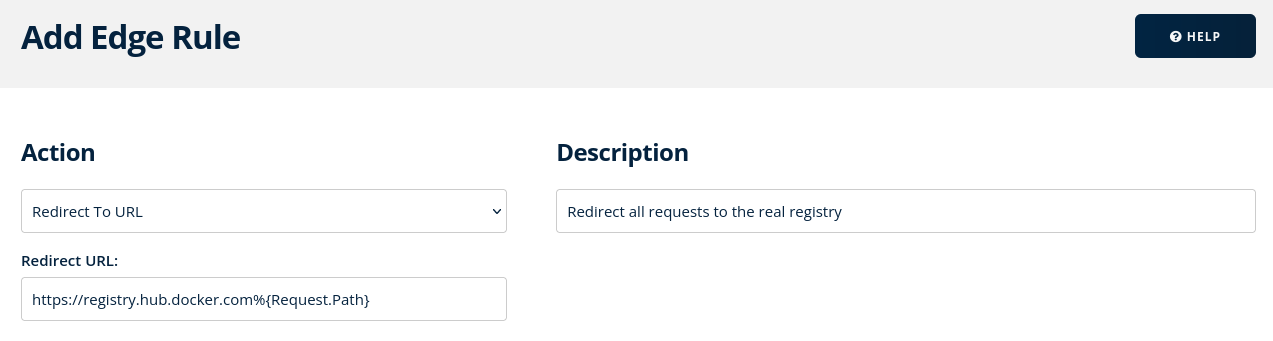 Add Edge Rule
HELP
Action
Description
Redirect To URL
Redirect all requests to the real registry
Redirect URL:
https://registry.hub.docker.com%{Request.Path}